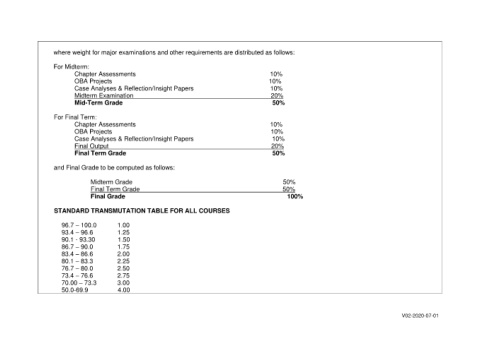 where weight for major examinations and other requirements are distributed as follows:
For Midterm:
Chapter Assessments 10%
OBA Projects 10%
Case Analyses & Reflection/Insight Papers 10%
Midterm Examination 20%
Mid-Term Grade 50%
For Final Term:
Chapter Assessments 10%
OBA Projects 10%
Case Analyses & Reflection/Insight Papers 10%
Final Output 20%
Final Term Grade 50%
and Final Grade to be computed as follows:
Midterm Grade 50%
Final Term Grade 50%
Final Grade 100%
STANDARD TRANSMUTATION TABLE FOR ALL COURSES
96.7 – 100.0 1.00
93.4 – 96.6 1.25
90.1 - 93.30 1.50
86.7 – 90.0 1.75
83.4 – 86.6 2.00
80.1 – 83.3 2.25
76.7 – 80.0 2.50
73.4 – 76.6 2.75
70.00 – 73.3 3.00
50.0-69.9 4.00
V02-2020-07-01